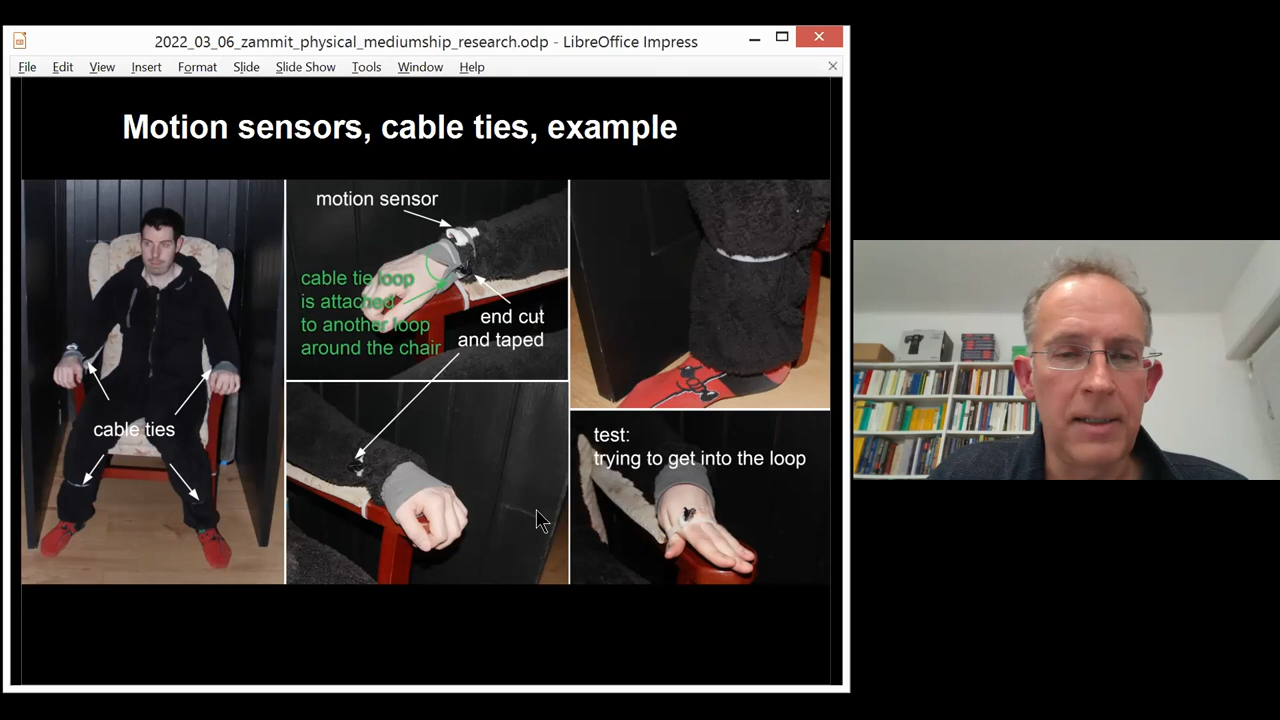 2022_03_06_zammit_physical_mediumship_research.odp - LibreOffice Impress
File Edit View Insert Format Slide Slide Show Tools Window Help
Motion sensors, cable ties, example
motion sensor
cable tie loop
is attached
to another loop
around the chair
end cut
and taped
cable ties
test:
trying to get into the loop